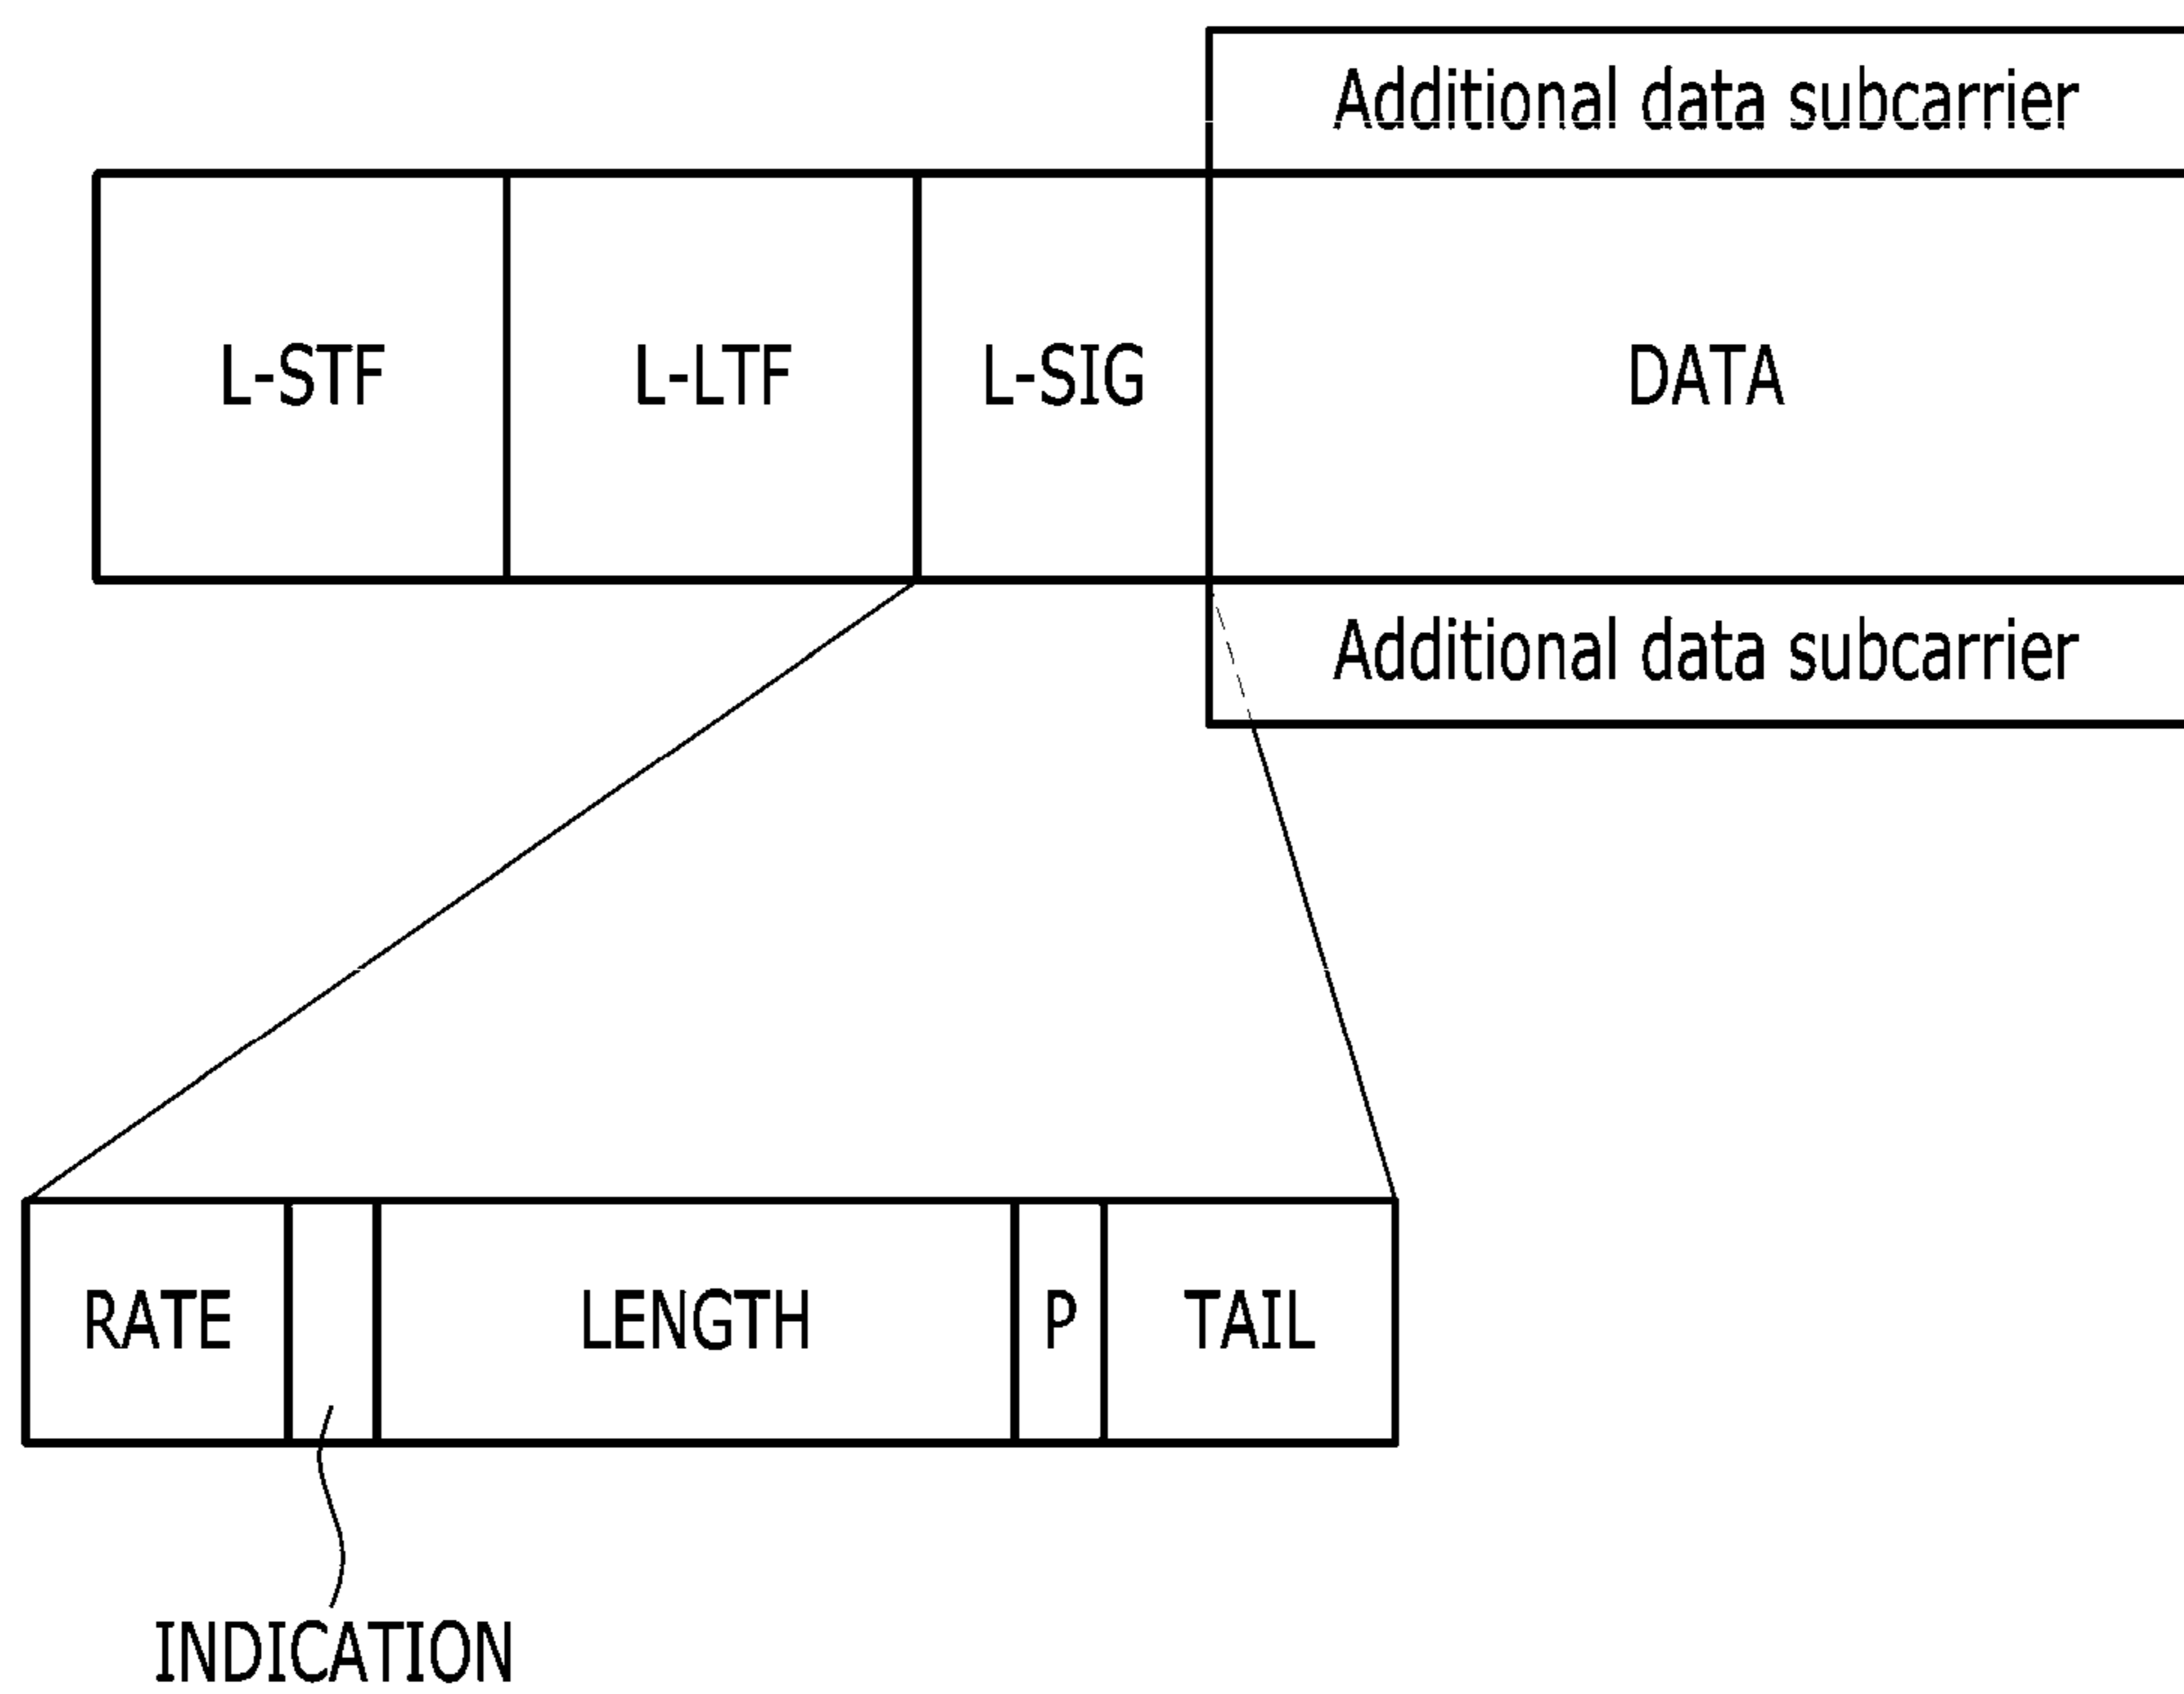 Additional data subcarrier
L-STF
L-LTF
L-SIG
DATA
Additional data subcarrier
RATE
LENGTH
P
TAIL
INDICATION